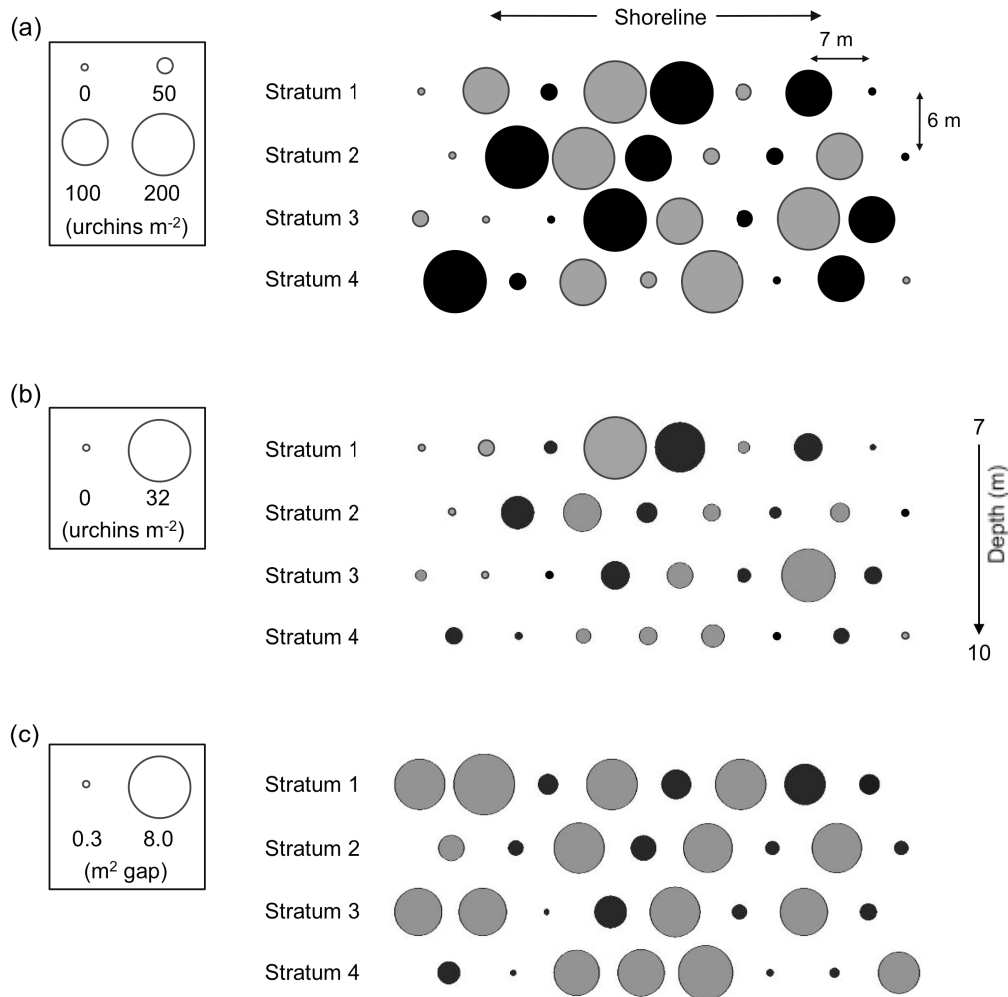 (a)
Shoreline
7 m
0 50
100 200
(urchins m-2)
Stratum 1
6 m
Stratum 2
Stratum 3
Stratum 4
(b)
0 32
(urchins m-2)
Stratum 1
7
Stratum 2
Depth (m)
Stratum 3
Stratum 4
10
(c)
0.3 8.0
(m2 gap)
Stratum 1
Stratum 2
Stratum 3
Stratum 4